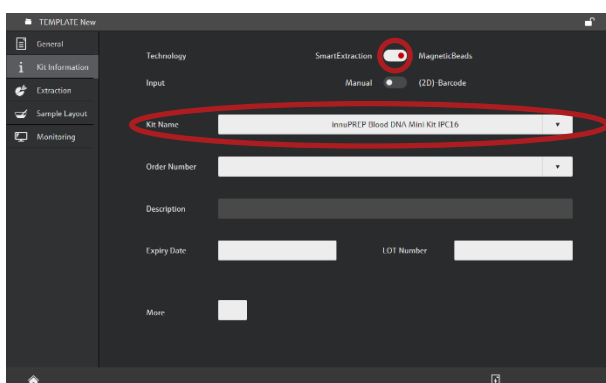 TEMPLATE New
General
Technology SmartExtraction MagneticBeads
Kit Information
Input Manual (2D)-Barcode
Extraction
Sample Layout
Kit Name innuPREP Blood DNA Mini Kit IPC16
Monitoring
Order Number
Description
Expiry Date LOT Number
More